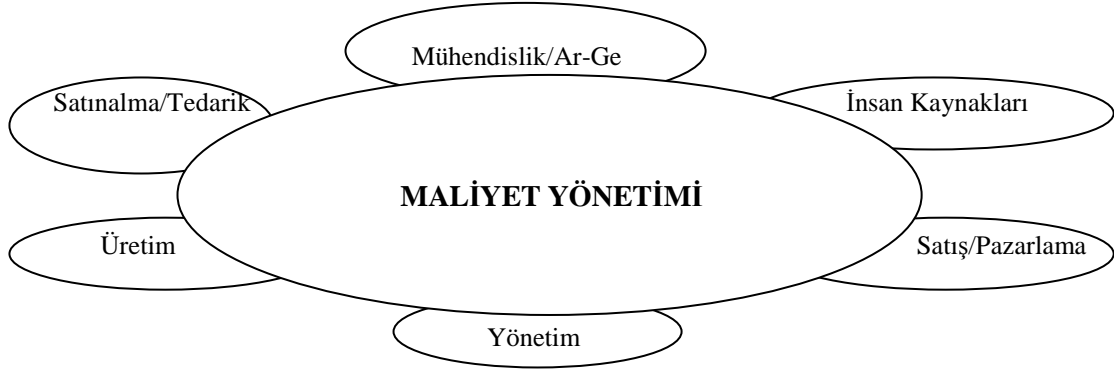 Mühendislik/Ar-Ge
Satınalma/Tedarik
İnsan Kaynakları
MALİYET YÖNETİMİ
Üretim
Satış/Pazarlama
Yönetim